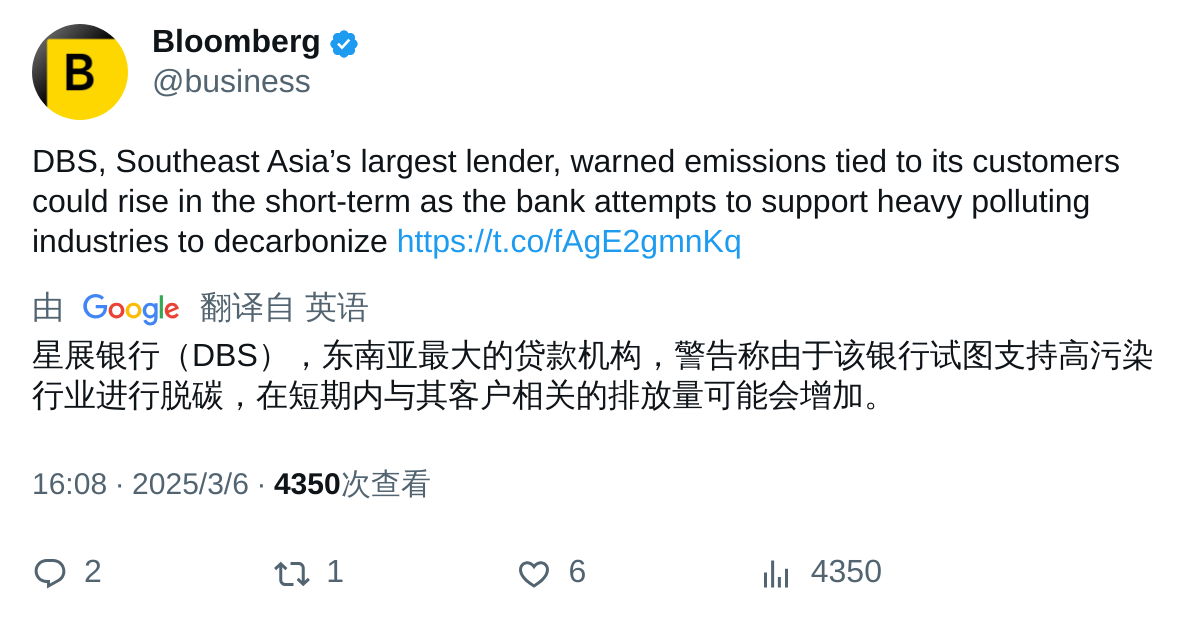 B
Bloomberg
@business
DBS, Southeast Asia’s largest lender, warned emissions tied to its customers
could rise in the short-term as the bank attempts to support heavy polluting
industries to decarbonize https://t.co/fAgE2gmnKq
由 Google 翻译自 英语
星展银行（DBS），东南亚最大的贷款机构，警告称由于该银行试图支持高污染
行业进行脱碳，在短期内与其客户相关的排放量可能会增加。
16:08 · 2025/3/6 · 4350次查看
2 1 6 4350